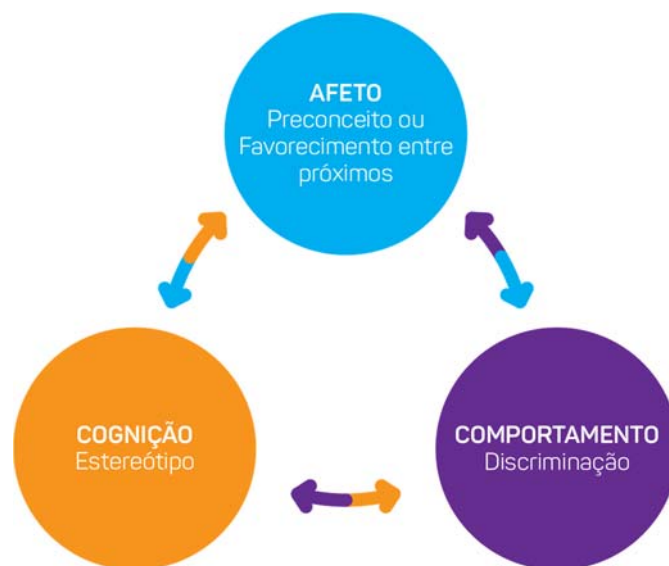 AFETO
Preconceito ou
Favorecimento entre
próximos
COGNIÇÃO
Estereótipo
COMPORTAMENTO
Discriminação